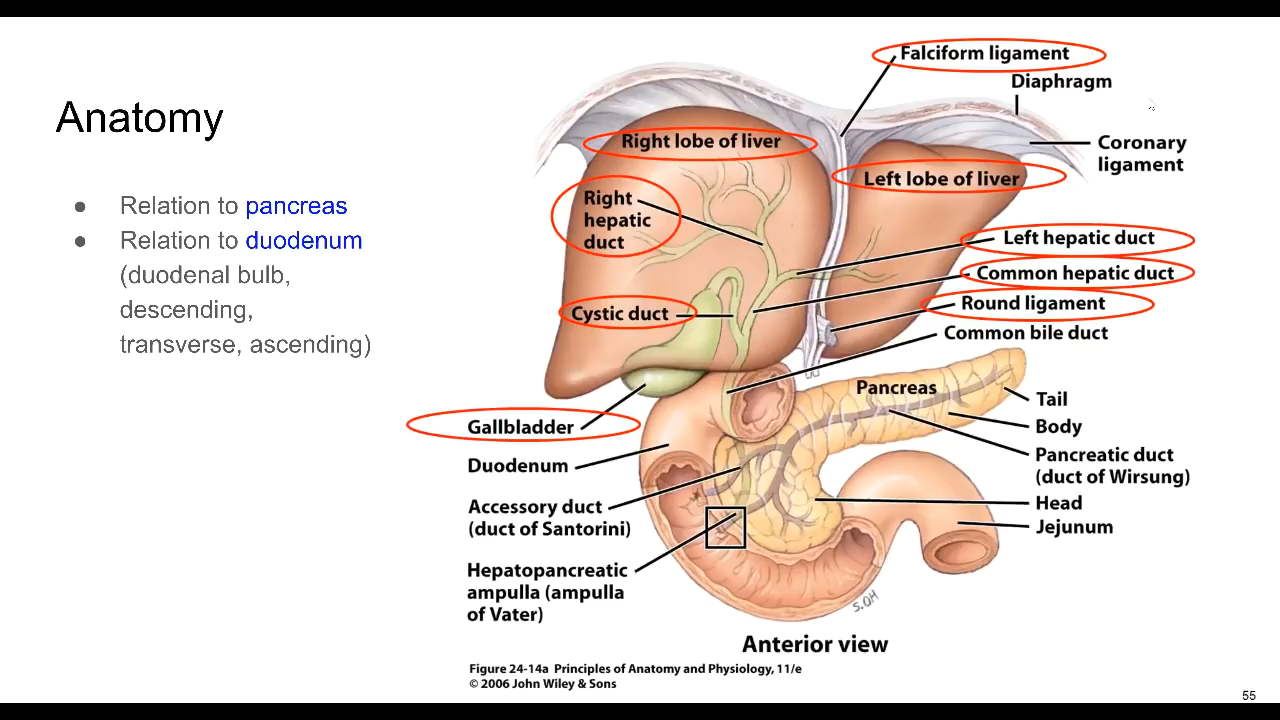 Anatomy
● Relation to pancreas
● Relation to duodenum
(duodenal bulb,
descending,
transverse, ascending)
Falciform ligament
Diaphragm
Coronary
ligament
Right lobe of liver
Left lobe of liver
Right
hepatic
duct
Left hepatic duct
Common hepatic duct
Round ligament
Cystic duct
Common bile duct
Pancreas
Tail
Gallbladder
Body
Duodenum
Pancreatic duct
(duct of Wirsung)
Accessory duct
(duct of Santorini)
Head
Jejunum
Hepatopancreatic
ampulla (ampulla
of Vater)
S.OH
Anterior view
Figure 24-14a Principles of Anatomy and Physiology, 11/e
© 2006 John Wiley & Sons
55